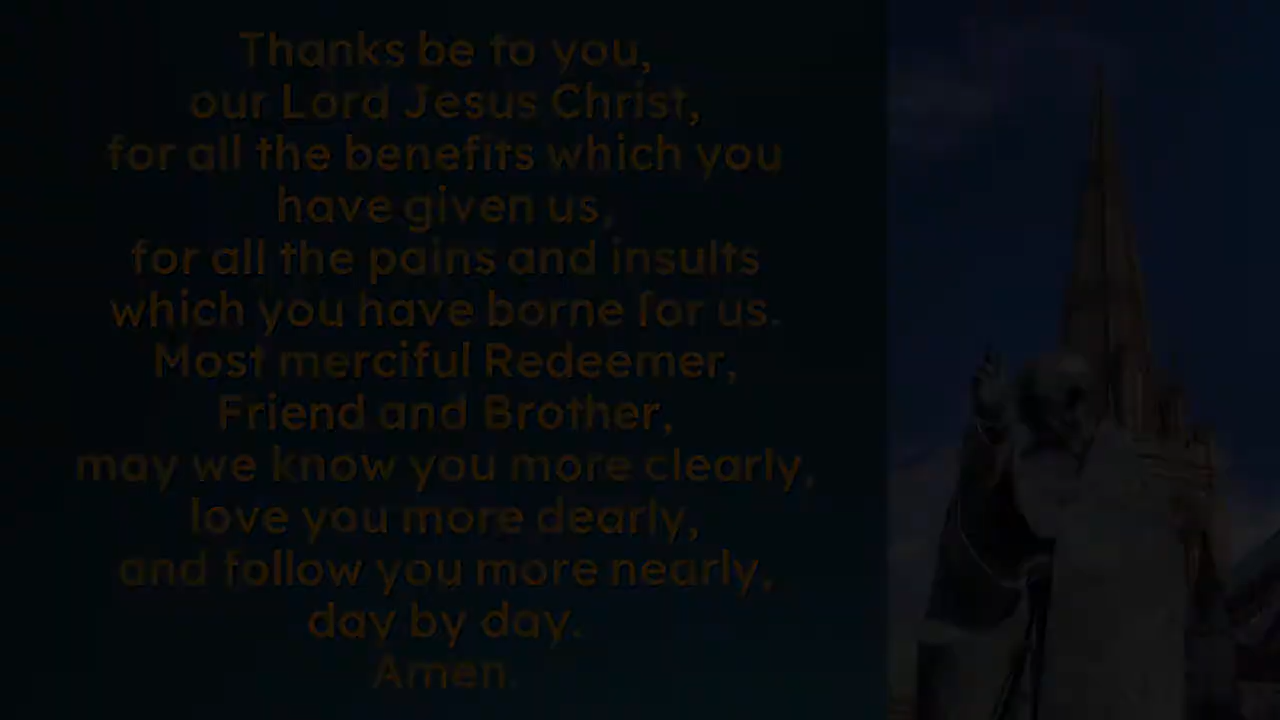 Thanks be to you,
our Lord Jesus Christ,
for all the benefits which you
have given us,
for all the pains and insults
which you have borne for us.
Most merciful Redeemer,
Friend and Brother,
may we know you more clearly,
love you more dearly,
and follow you more nearly,
day by day.
Amen.